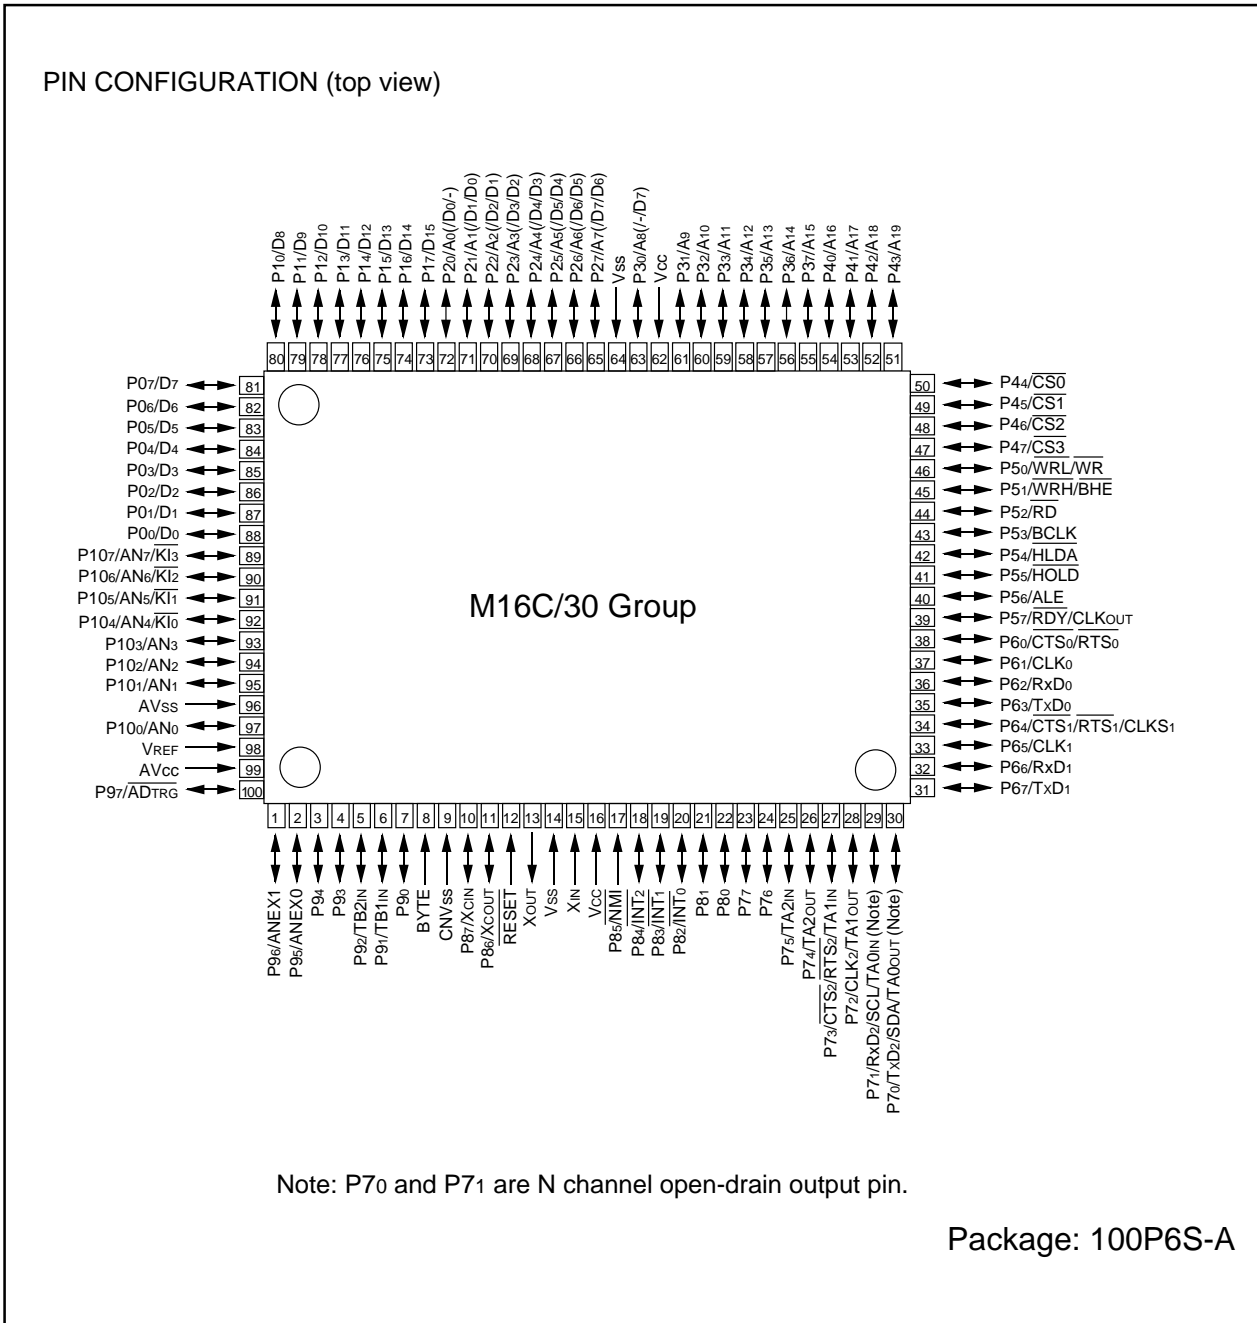 PIN CONFIGURATION (top view)
P10/D8
P11/D9
P12/D10
P13/D11
P14/D12
P15/D13
P16/D14
P17/D15
P20/A0(/D0/-)
P21/A1(/D1/D0)
P22/A2(/D2/D1)
P23/A3(/D3/D2)
P24/A4(/D4/D3)
P25/A5(/D5/D4)
P26/A6(/D6/D5)
P27/A7(/D7/D6)
Vss
P30/A8(/-/D7)
Vcc
P31/A9
P32/A10
P33/A11
P34/A12
P35/A13
P36/A14
P37/A15
P40/A16
P41/A17
P42/A18
P43/A19
80 79 78 77 76 75 74 73 72 71 70 69 68 67 66 65 64 63 62 61 60 59 58 57 56 55 54 53 52 51
P07/D7 81
P06/D6 82
P05/D5 83
P04/D4 84
P03/D3 85
P02/D2 86
P01/D1 87
P00/D0 88
P107/AN7/KI3 89
P106/AN6/KI2 90
P105/AN5/KI1 91
P104/AN4/KI0 92
P103/AN3 93
P102/AN2 94
P101/AN1 95
AVss 96
P100/AN0 97
VREF 98
AVcc 99
P97/ADTRG 100
M16C/30 Group
50 P44/CS0
49 P45/CS1
48 P46/CS2
47 P47/CS3
46 P50/WRL/WR
45 P51/WRH/BHE
44 P52/RD
43 P53/BCLK
42 P54/HLDA
41 P55/HOLD
40 P56/ALE
39 P57/RDY/CLKOUT
38 P60/CTS0/RTS0
37 P61/CLK0
36 P62/RxD0
35 P63/TxD0
34 P64/CTS1/RTS1/CLKS1
33 P65/CLK1
32 P66/RxD1
31 P67/TxD1
1 2 3 4 5 6 7 8 9 10 11 12 13 14 15 16 17 18 19 20 21 22 23 24 25 26 27 28 29 30
P96/ANEX1
P95/ANEX0
P94
P93
P92/TB2IN
P91/TB1IN
P90
BYTE
CNVss
P87/XCIN
P86/XCOUT
RESET
XOUT
Vss
XIN
Vcc
P85/NMI
P84/INT2
P83/INT1
P82/INT0
P81
P80
P77
P76
P75/TA2IN
P74/TA2OUT
P73/CTS2/RTS2/TA1IN
P72/CLK2/TA1OUT
P71/RxD2/SCL/TA0IN (Note)
P70/TxD2/SDA/TA0OUT (Note)
Note: P70 and P71 are N channel open-drain output pin.
Package: 100P6S-A